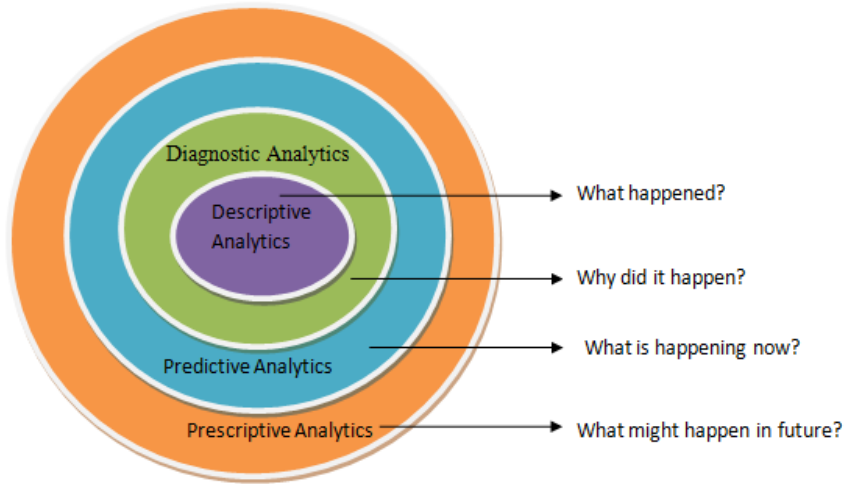 Diagnostic Analytics
Descriptive
Analytics
Predictive Analytics
Prescriptive Analytics
What happened?
Why did it happen?
What is happening now?
What might happen in future?